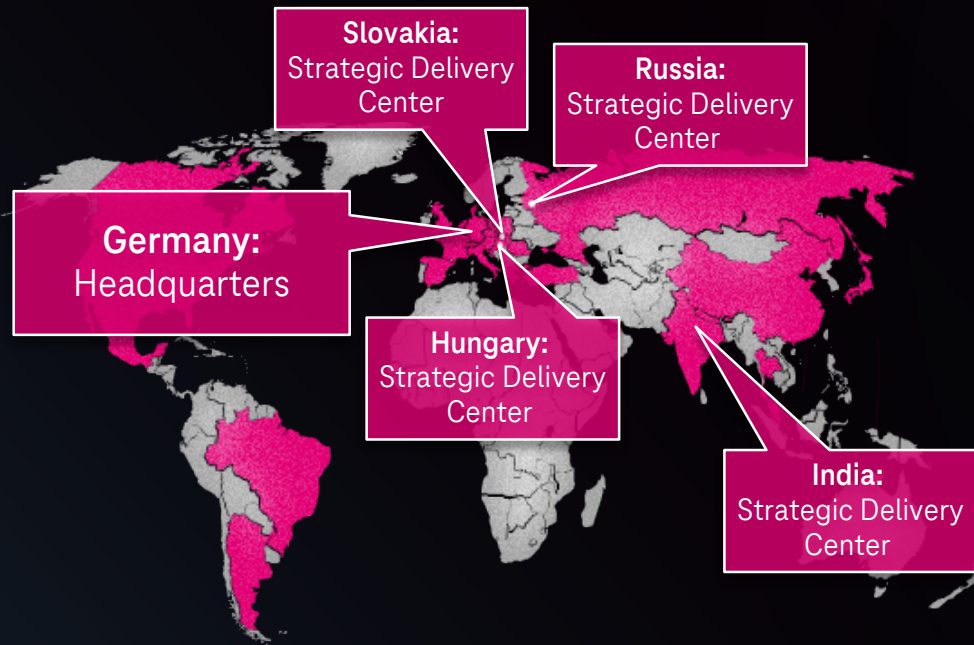 Slovakia:
Strategic Delivery
Center
Russia:
Strategic Delivery
Center
Germany:
Headquarters
Hungary:
Strategic Delivery
Center
India:
Strategic Delivery
Center